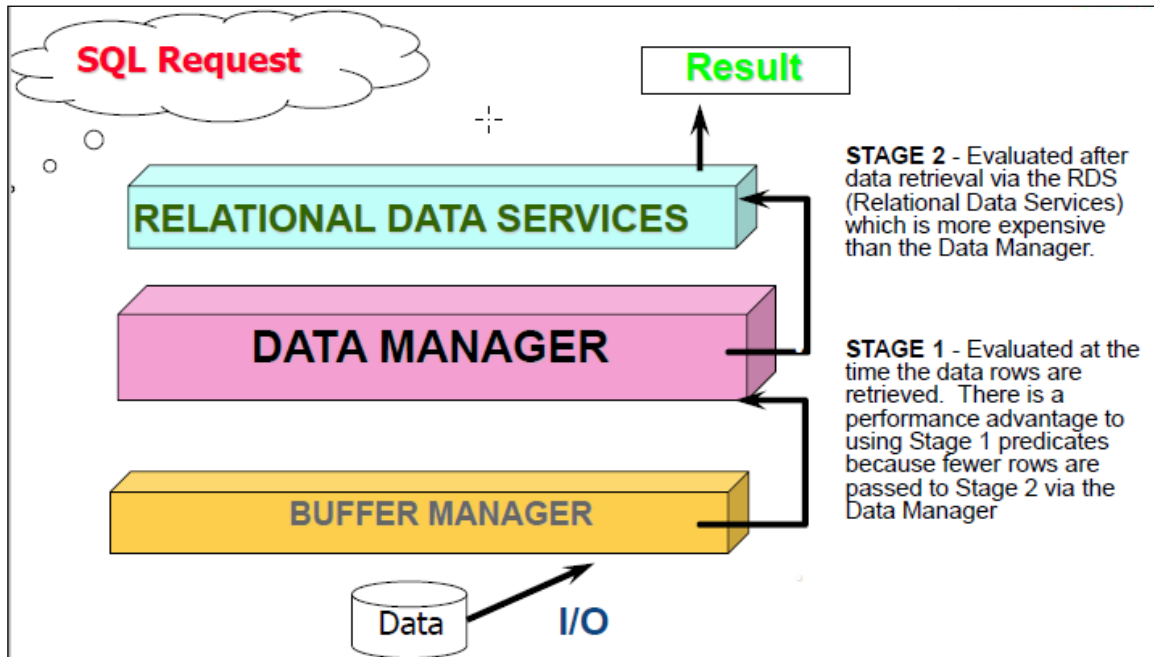 SQL Request
Result
RELATIONAL DATA SERVICES
STAGE 2 - Evaluated after
data retrieval via the RDS
(Relational Data Services)
which is more expensive
than the Data Manager.
DATA MANAGER
STAGE 1 - Evaluated at the
time the data rows are
retrieved. There is a
performance advantage to
using Stage 1 predicates
because fewer rows are
passed to Stage 2 via the
Data Manager
BUFFER MANAGER
Data
I/O